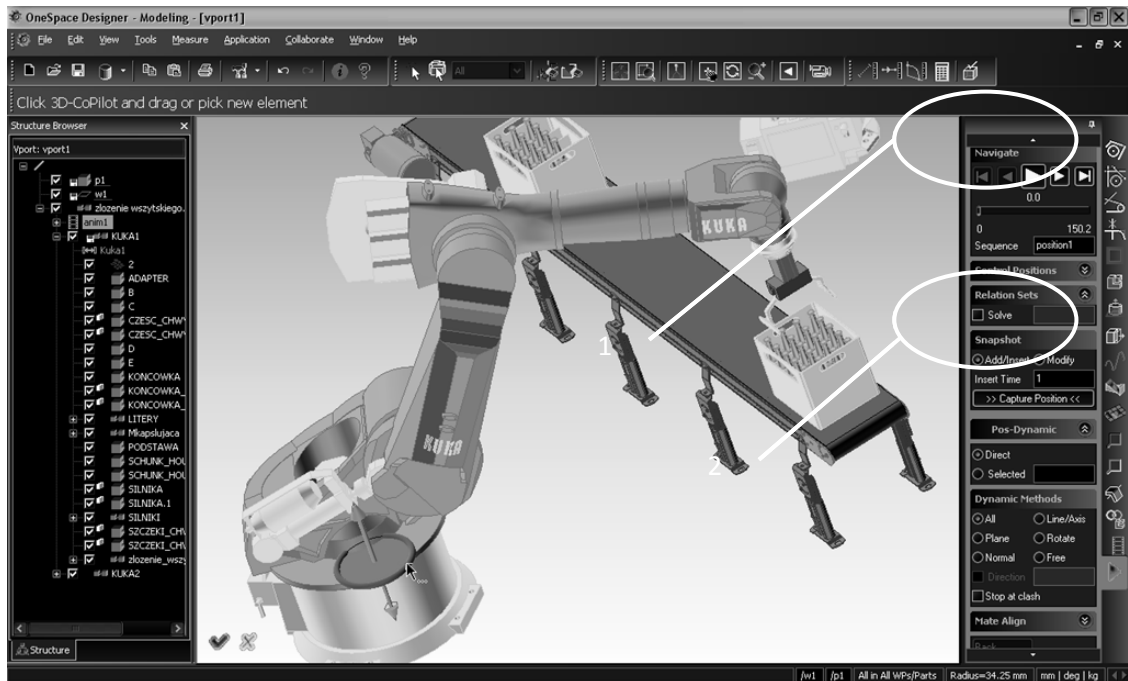 OneSpace Designer - Modeling - [vport1]
File Edit View Tools Measure Application Collaborate Window Help
All
Click 3D-CoPilot and drag or pick new element
Structure Browser
Vport: vport1
/
p1
w1
zlozenie wszytskiego.
anim1
KUKA1
Kuka1
2
ADAPTER
B
C
CZESC_CHW
CZESC_CHW
D
E
KONCOWKA
KONCOWKA_
KONCOWKA_
LITERY
Mkapslujaca
PODSTAWA
SCHUNK_HOU
SCHUNK_HOU
SILNIKA
SILNIKA.1
SILNIKI
SZCZEKI_CHW
SZCZEKI_CHW
zlozenie_wszy
KUKA2
Structure
KUKA
KUKA
1
2
Navigate
0.0
0 150.2
Sequence position1
Control Positions
Relation Sets
Solve
Snapshot
Add/Insert Modify
Insert Time 1
>> Capture Position <<
Pos-Dynamic
Direct
Selected
Dynamic Methods
All Line/Axis
Plane Rotate
Normal Free
Direction
Stop at clash
Mate Align
Back
/w1 /p1 All in All WPs/Parts Radius=34.25 mm mm | deg | kg